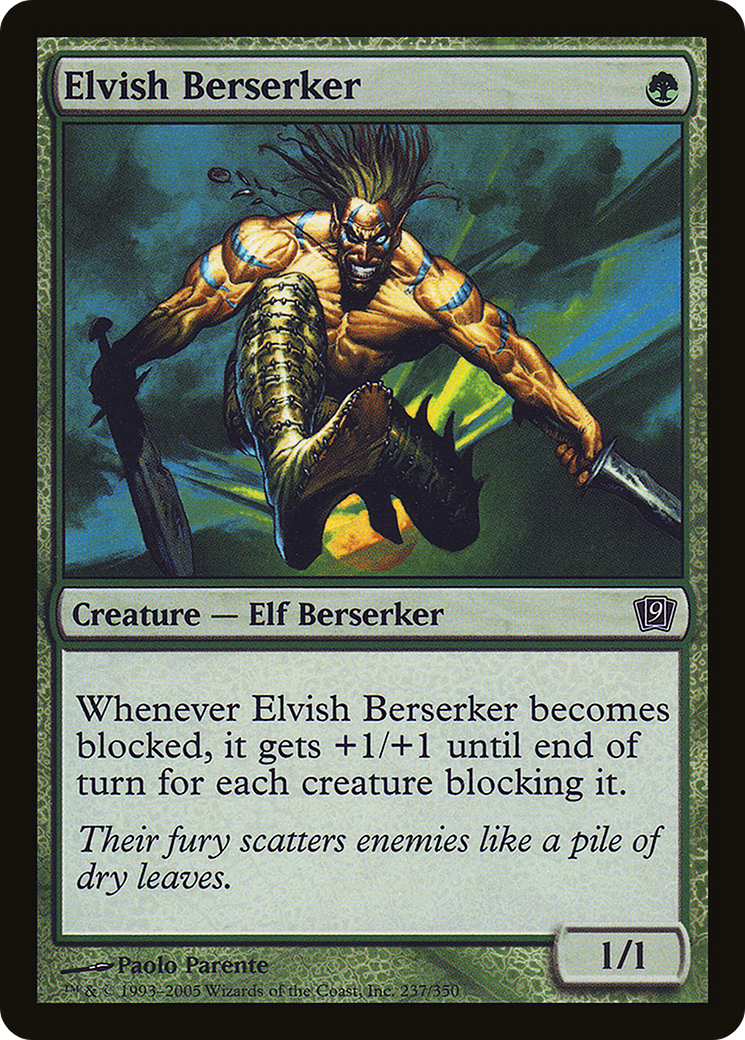 Elvish Berserker
Creature — Elf Berserker
9
Whenever Elvish Berserker becomes
blocked, it gets +1/+1 until end of
turn for each creature blocking it.
Their fury scatters enemies like a pile of
dry leaves.
1/1
Paolo Parente
™ & © 1993–2005 Wizards of the Coast, Inc. 237/350